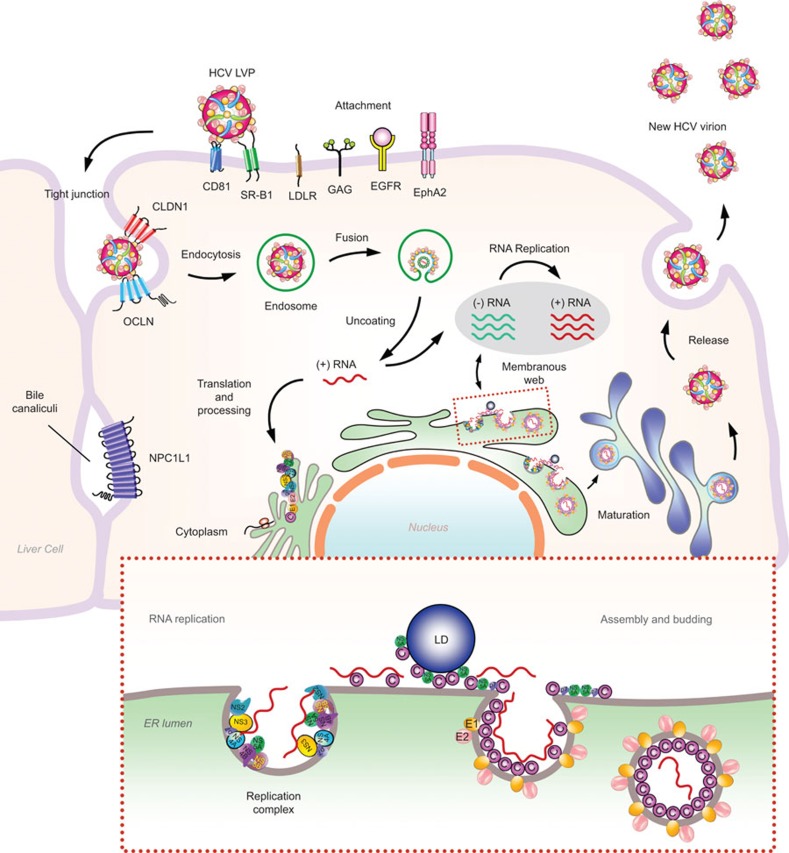 HCV LVP
Attachment
New HCV virion
CD81
SR-B1
LDLR
GAG
EGFR
EphA2
Tight junction
CLDN1
OCLN
Endocytosis
Endosome
Fusion
RNA Replication
(-) RNA
(+) RNA
Uncoating
(+) RNA
Membranous
web
Release
Translation
and
processing
Bile
canaliculi
NPC1L1
Cytoplasm
Nucleus
Maturation
Liver Cell
RNA replication
Assembly and budding
LD
ER lumen
NS2
NS3
NS3
E1
E2
Replication
complex